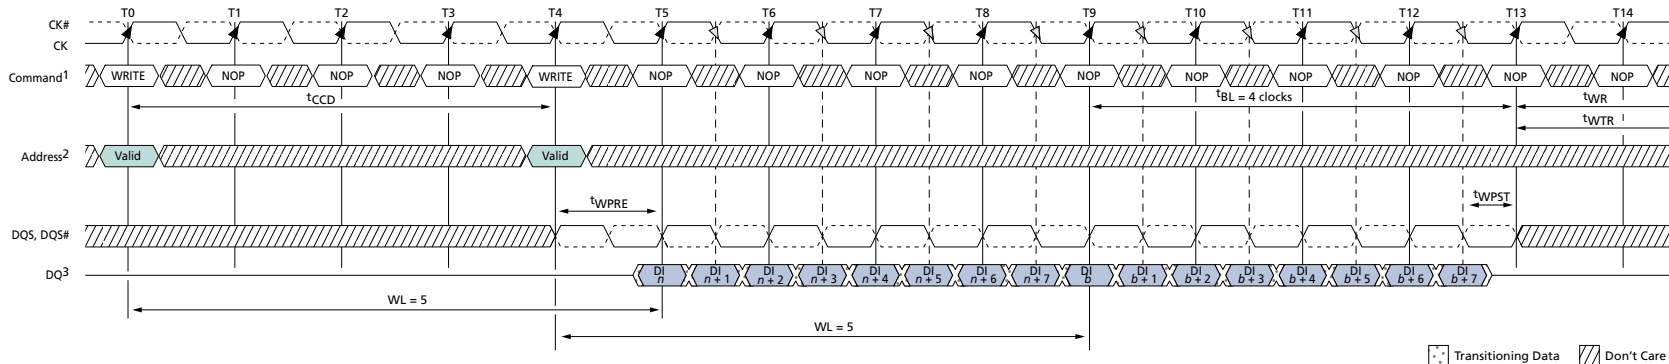 T0 T1 T2 T3 T4 T5 T6 T7 T8 T9 T10 T11 T12 T13 T14
CK#
CK
Command1 WRITE NOP NOP NOP WRITE NOP NOP NOP NOP NOP NOP NOP NOP NOP NOP
tCCD tBL = 4 clocks tWR
tWTR
Address2 Valid Valid
tWPRE tWPST
DQS, DQS#
DQ3 DI n DI n + 1 DI n + 2 DI n + 3 DI n + 4 DI n + 5 DI n + 6 DI n + 7 DI b DI b + 1 DI b + 2 DI b + 3 DI b + 4 DI b + 5 DI b + 6 DI b + 7
WL = 5
WL = 5
Transitioning Data Don't Care